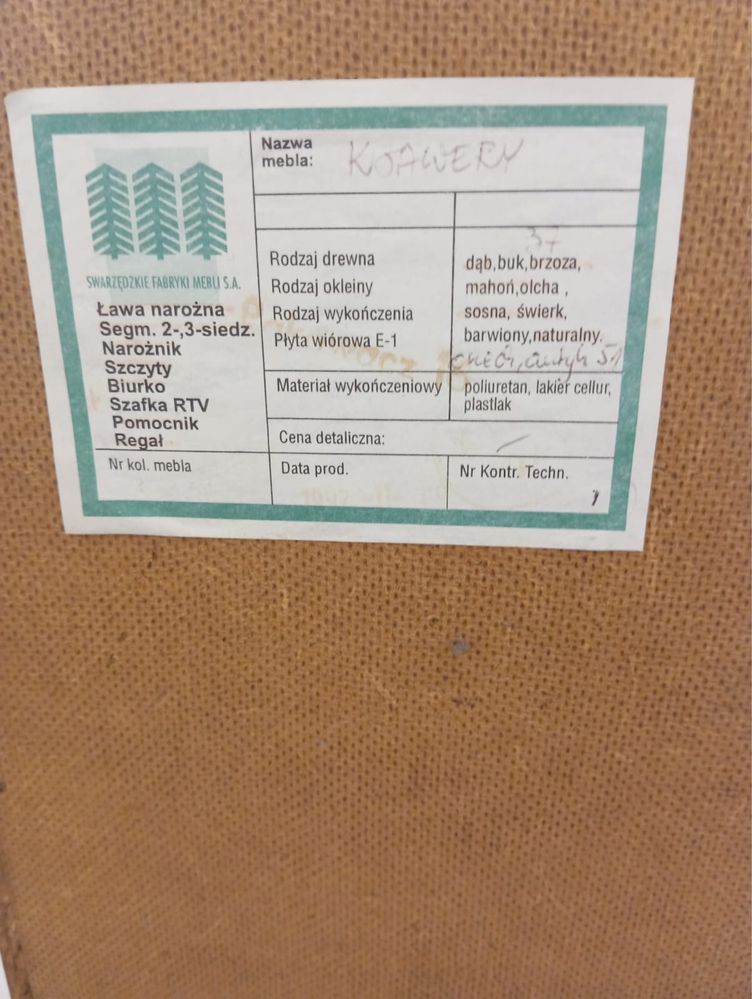 Nazwa
mebla:
SWARZĘDZKIE FABRYKI MEBLI S.A.
Ława narożna
Segm. 2-,3-siedz.
Narożnik
Szczyty
Biurko
Szafka RTV
Pomocnik
Regał
Nr kol. mebla
37
Rodzaj drewna
Rodzaj okleiny
Rodzaj wykończenia
Płyta wiórowa E-1
dąb,buk,brzoza,
mahoń,olcha ,
sosna, świerk,
barwiony,naturalny.
Materiał wykończeniowy
poliuretan, lakier cellur,
plastlak
Cena detaliczna:
Data prod.
Nr Kontr. Techn.